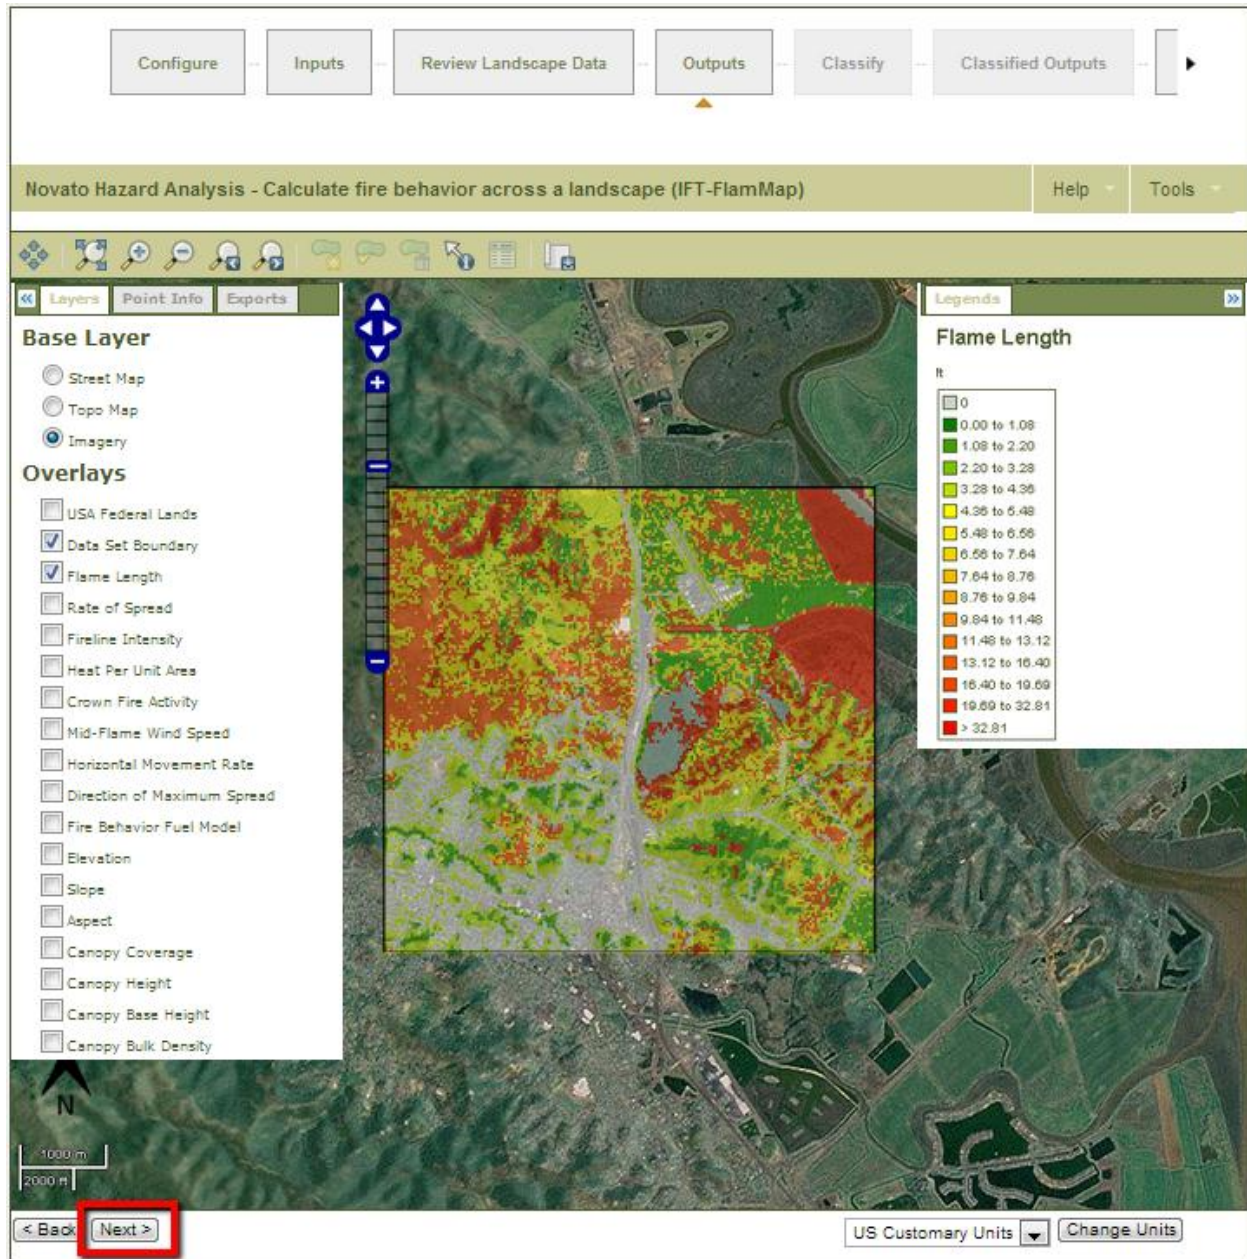 Configure
Inputs
Review Landscape Data
Outputs
Classify
Classified Outputs
Novato Hazard Analysis - Calculate fire behavior across a landscape (IFT-FlamMap)
Help
Tools
Layers
Point Info
Exports
Base Layer
Street Map
Topo Map
Imagery
Overlays
USA Federal Lands
Data Set Boundary
Flame Length
Rate of Spread
Fireline Intensity
Heat Per Unit Area
Crown Fire Activity
Mid-Flame Wind Speed
Horizontal Movement Rate
Direction of Maximum Spread
Fire Behavior Fuel Model
Elevation
Slope
Aspect
Canopy Coverage
Canopy Height
Canopy Base Height
Canopy Bulk Density
Legends
Flame Length
ft
0
0.00 to 1.08
1.08 to 2.20
2.20 to 3.28
3.28 to 4.36
4.36 to 5.48
5.48 to 6.56
6.56 to 7.64
7.64 to 8.76
8.76 to 9.84
9.84 to 11.48
11.48 to 13.12
13.12 to 16.40
16.40 to 19.69
19.69 to 32.81
> 32.81
N
1000 m
2000 ft
< Back
Next >
US Customary Units
Change Units